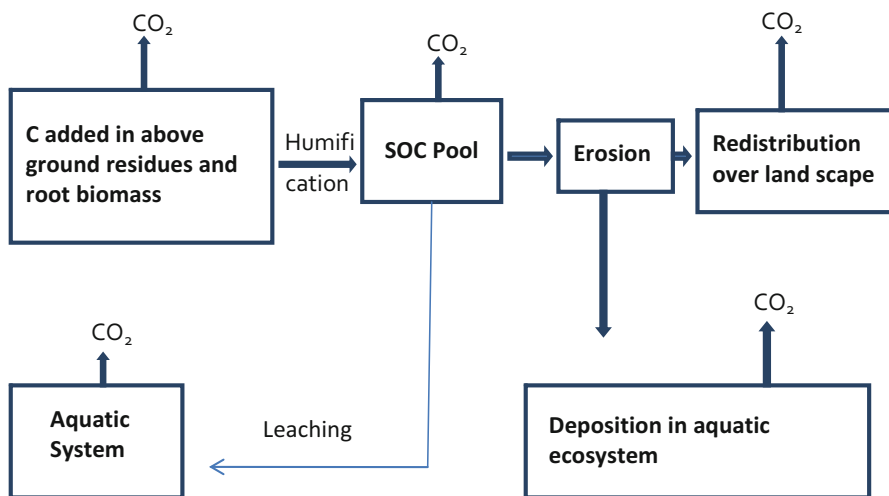 CO₂
CO₂
CO₂
C added in above
ground residues and
root biomass
Humifi
cation
SOC Pool
Erosion
Redistribution
over land scape
CO₂
CO₂
Aquatic
System
Leaching
Deposition in aquatic
ecosystem